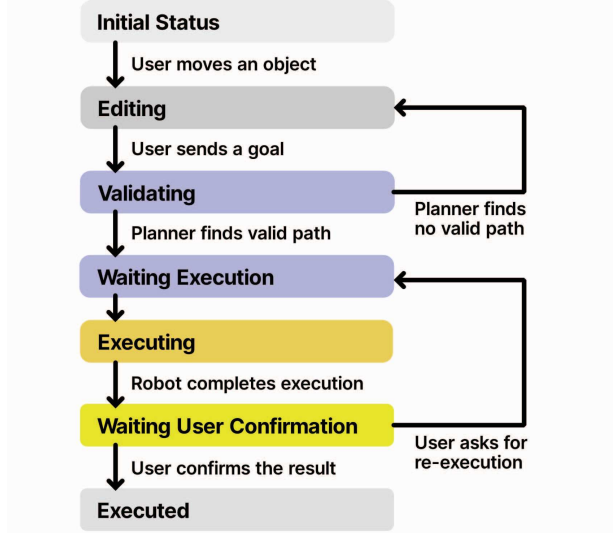 Initial Status
User moves an object
Editing
User sends a goal
Validating
Planner finds
no valid path
Planner finds valid path
Waiting Execution
Executing
Robot completes execution
Waiting User Confirmation
User asks for
re-execution
User confirms the result
Executed